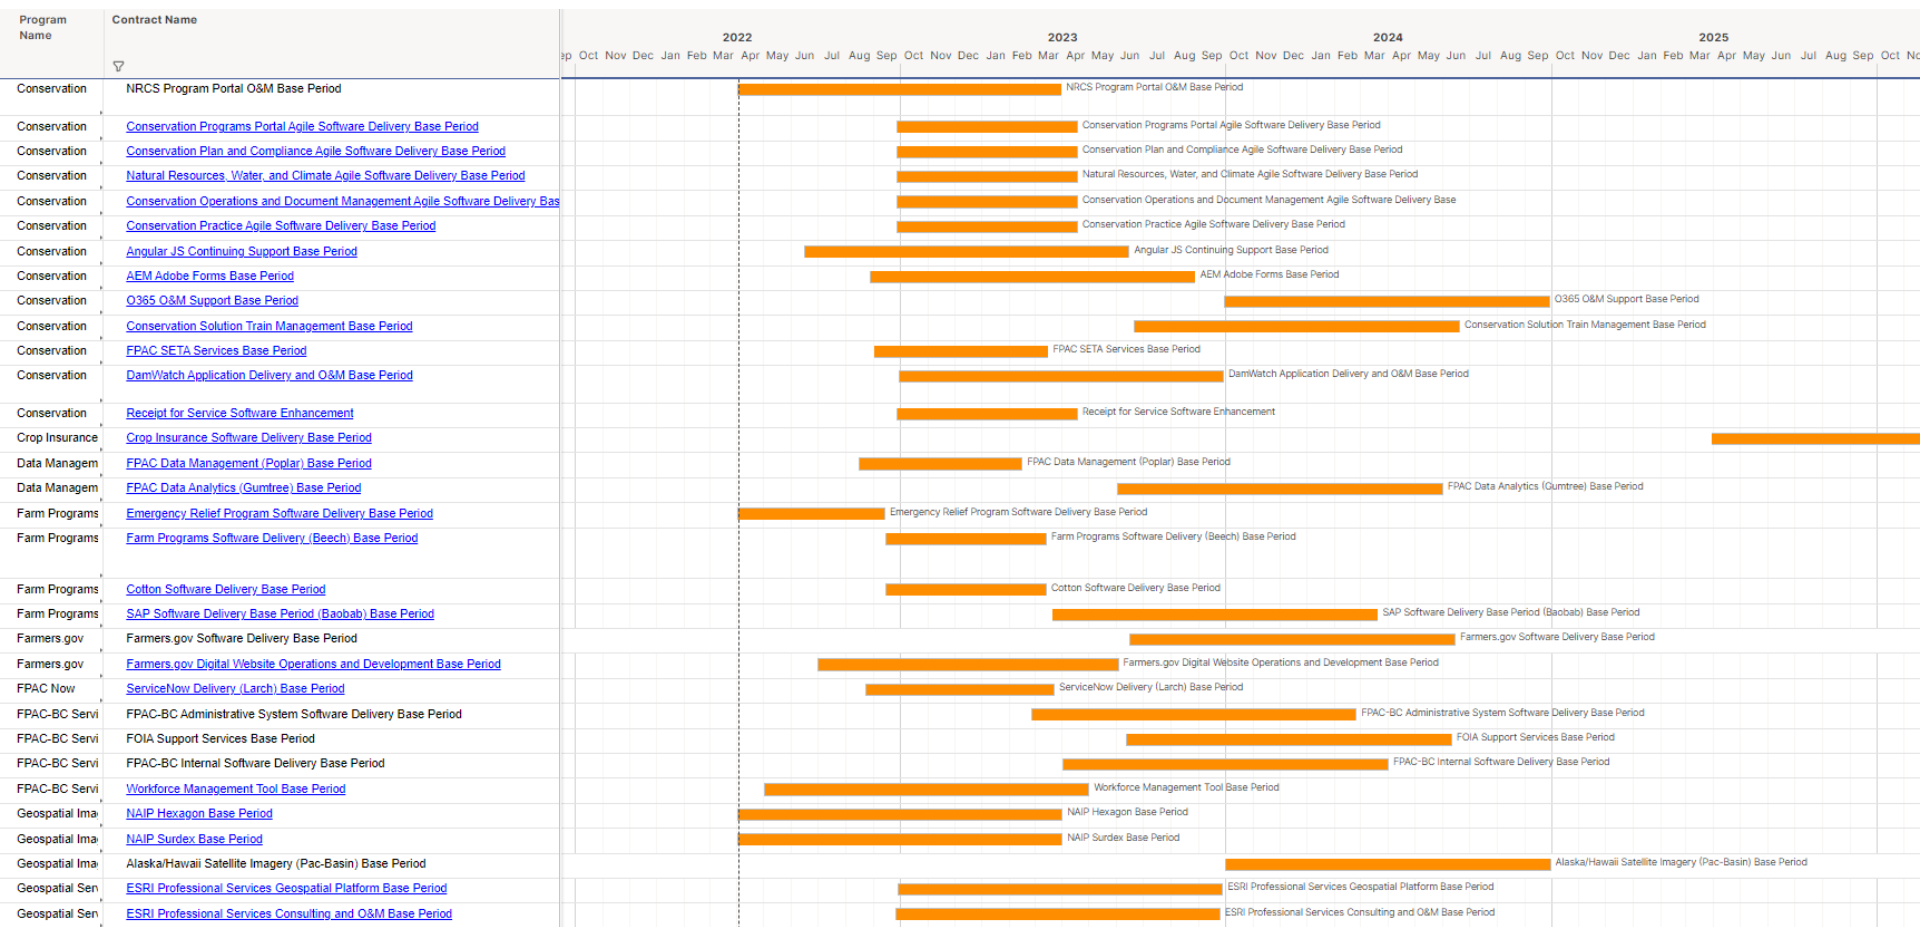 Program Name
Contract Name
2022 2023 2024 2025
ep Oct Nov Dec Jan Feb Mar Apr May Jun Jul Aug Sep Oct Nov Dec Jan Feb Mar Apr May Jun Jul Aug Sep Oct Nov Dec Jan Feb Mar Apr May Jun Jul Aug Sep Oct Nov Dec Jan Feb Mar Apr May Jun Jul Aug Sep Oct No
Conservation NRCS Program Portal O&M Base Period NRCS Program Portal O&M Base Period
Conservation Conservation Programs Portal Agile Software Delivery Base Period Conservation Programs Portal Agile Software Delivery Base Period
Conservation Conservation Plan and Compliance Agile Software Delivery Base Period Conservation Plan and Compliance Agile Software Delivery Base Period
Conservation Natural Resources, Water, and Climate Agile Software Delivery Base Period Natural Resources, Water, and Climate Agile Software Delivery Base Period
Conservation Conservation Operations and Document Management Agile Software Delivery Bas Conservation Operations and Document Management Agile Software Delivery Base
Conservation Conservation Practice Agile Software Delivery Base Period Conservation Practice Agile Software Delivery Base Period
Conservation Angular JS Continuing Support Base Period Angular JS Continuing Support Base Period
Conservation AEM Adobe Forms Base Period AEM Adobe Forms Base Period
Conservation O365 O&M Support Base Period O365 O&M Support Base Period
Conservation Conservation Solution Train Management Base Period Conservation Solution Train Management Base Period
Conservation FPAC SETA Services Base Period FPAC SETA Services Base Period
Conservation DamWatch Application Delivery and O&M Base Period DamWatch Application Delivery and O&M Base Period
Conservation Receipt for Service Software Enhancement Receipt for Service Software Enhancement
Crop Insurance Crop Insurance Software Delivery Base Period
Data Managem FPAC Data Management (Poplar) Base Period FPAC Data Management (Poplar) Base Period
Data Managem FPAC Data Analytics (Gumtree) Base Period FPAC Data Analytics (Gumtree) Base Period
Farm Programs Emergency Relief Program Software Delivery Base Period Emergency Relief Program Software Delivery Base Period
Farm Programs Farm Programs Software Delivery (Beech) Base Period Farm Programs Software Delivery (Beech) Base Period
Farm Programs Cotton Software Delivery Base Period Cotton Software Delivery Base Period
Farm Programs SAP Software Delivery Base Period (Baobab) Base Period SAP Software Delivery Base Period (Baobab) Base Period
Farmers.gov Farmers.gov Software Delivery Base Period Farmers.gov Software Delivery Base Period
Farmers.gov Farmers.gov Digital Website Operations and Development Base Period Farmers.gov Digital Website Operations and Development Base Period
FPAC Now ServiceNow Delivery (Larch) Base Period ServiceNow Delivery (Larch) Base Period
FPAC-BC Servi FPAC-BC Administrative System Software Delivery Base Period FPAC-BC Administrative System Software Delivery Base Period
FPAC-BC Servi FOIA Support Services Base Period FOIA Support Services Base Period
FPAC-BC Servi FPAC-BC Internal Software Delivery Base Period FPAC-BC Internal Software Delivery Base Period
FPAC-BC Servi Workforce Management Tool Base Period Workforce Management Tool Base Period
Geospatial Ima NAIP Hexagon Base Period NAIP Hexagon Base Period
Geospatial Ima NAIP Surdex Base Period NAIP Surdex Base Period
Geospatial Ima Alaska/Hawaii Satellite Imagery (Pac-Basin) Base Period Alaska/Hawaii Satellite Imagery (Pac-Basin) Base Period
Geospatial Serv ESRI Professional Services Geospatial Platform Base Period ESRI Professional Services Geospatial Platform Base Period
Geospatial Serv ESRI Professional Services Consulting and O&M Base Period ESRI Professional Services Consulting and O&M Base Period